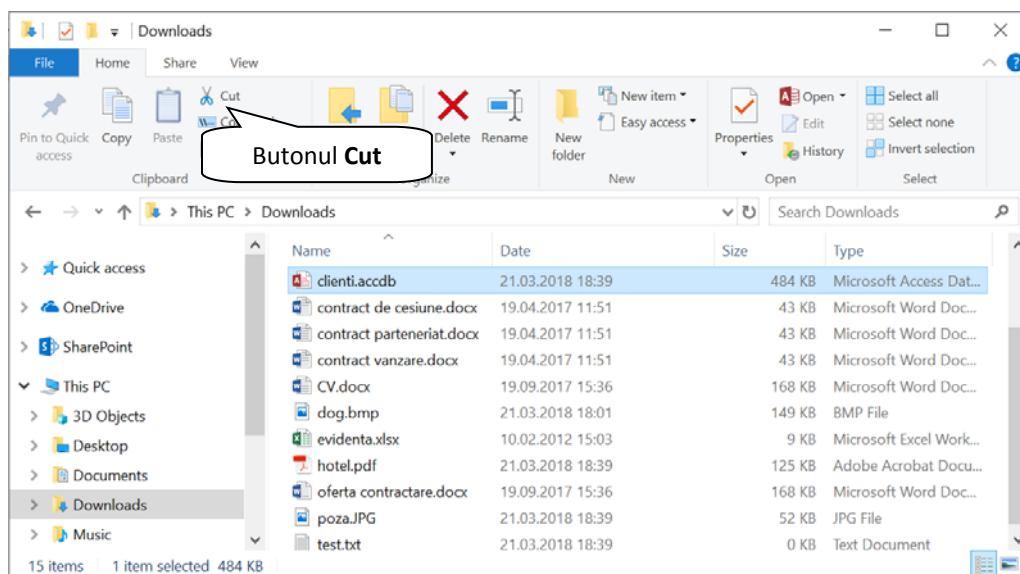 Downloads
File Home Share View
Pin to Quick access
Copy
Paste
Cut
Clipboard
Butonul Cut
Delete
Rename
New folder
New item
Easy access
New
Properties
Open
Edit
History
Open
Select all
Select none
Invert selection
Select
This PC > Downloads
Search Downloads
Quick access
OneDrive
SharePoint
This PC
3D Objects
Desktop
Documents
Downloads
Music
Name Date Size Type
clienti.accdb 21.03.2018 18:39 484 KB Microsoft Access Dat...
contract de cesiune.docx 19.04.2017 11:51 43 KB Microsoft Word Doc...
contract parteneriat.docx 19.04.2017 11:51 43 KB Microsoft Word Doc...
contract vanzare.docx 19.04.2017 11:51 43 KB Microsoft Word Doc...
CV.docx 19.09.2017 15:36 168 KB Microsoft Word Doc...
dog.bmp 21.03.2018 18:01 149 KB BMP File
evidenta.xlsx 10.02.2012 15:03 9 KB Microsoft Excel Work...
hotel.pdf 21.03.2018 18:39 125 KB Adobe Acrobat Docu...
oferta contractare.docx 19.09.2017 15:36 168 KB Microsoft Word Doc...
poza.JPG 21.03.2018 18:39 52 KB JPG File
test.txt 21.03.2018 18:39 0 KB Text Document
15 items 1 item selected 484 KB